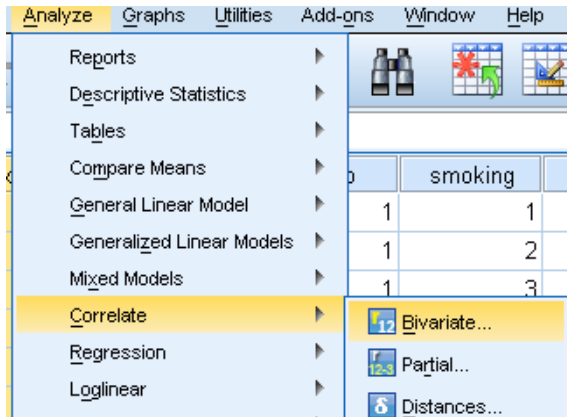 Analyze Graphs Utilities Add-ons Window Help
Reports
Descriptive Statistics
Tables
Compare Means
smoking
General Linear Model
1 1
Generalized Linear Models
1 2
Mixed Models
1 3
Correlate
Bivariate...
Regression
Partial...
Loglinear
Distances...